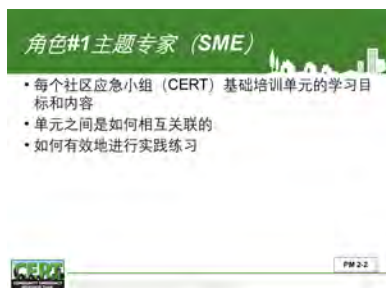 角色#1主题专家（SME）
• 每个社区应急小组（CERT）基础培训单元的学习目
标和内容
• 单元之间是如何相互关联的
• 如何有效地进行实践练习
CERT
PM 2-2